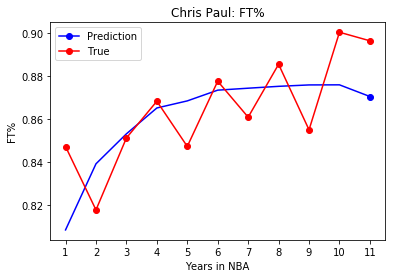 Chris Paul: FT%
Prediction
True
FT%
0.90
0.88
0.86
0.84
0.82
1 2 3 4 5 6 7 8 9 10 11
Years in NBA